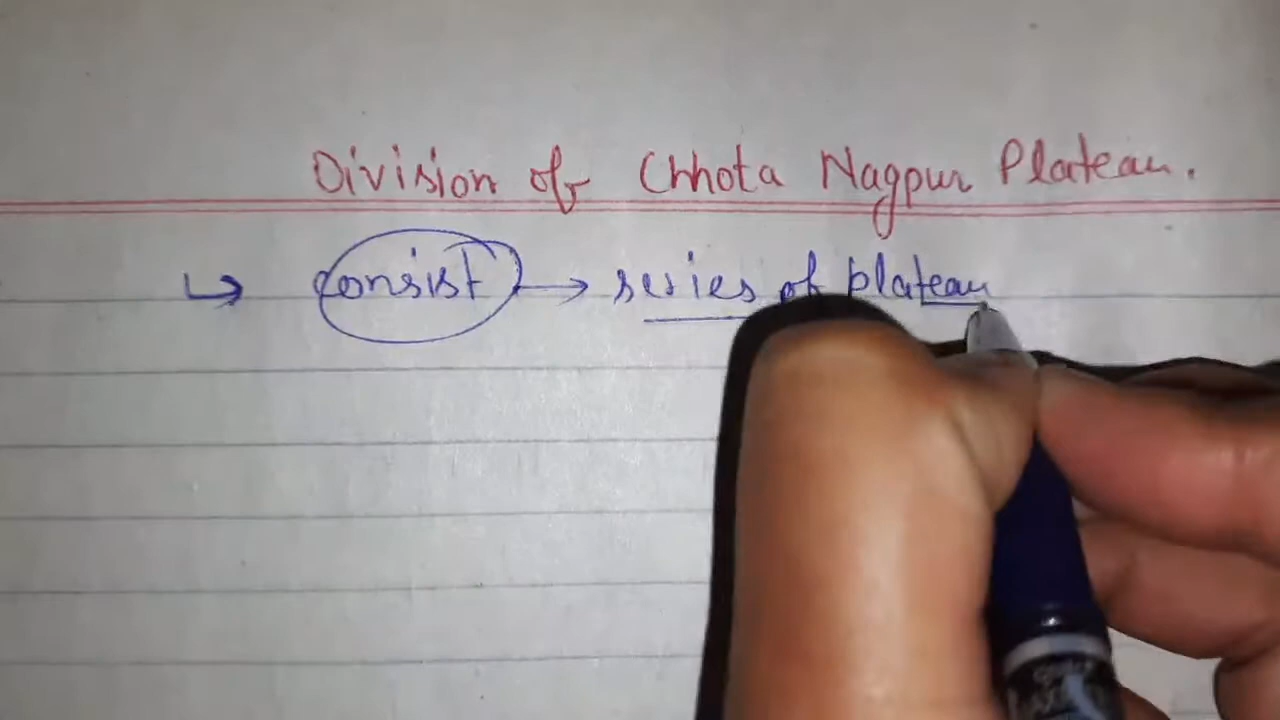 Division of Chhota Nagpur Plateau.
↳ consist → series of plateau